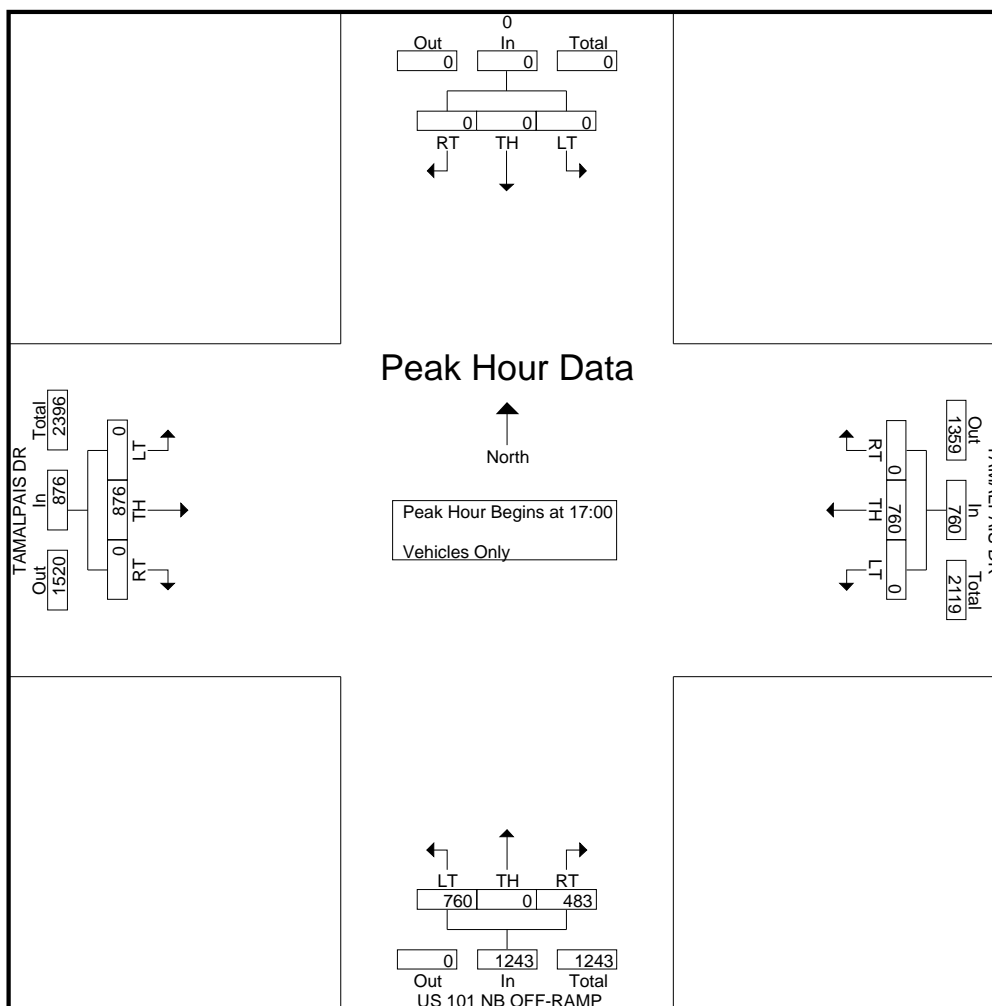 0
Out In Total
0 0 0
0 0 0
RT TH LT
Peak Hour Data
North
Peak Hour Begins at 17:00
Vehicles Only
TAMALPAIS DR
Out In Total
1520 876 2396
0 876 0
RT TH LT
TAMALPAIS DR
Out In Total
1359 760 2119
0 760 0
RT TH LT
LT TH RT
760 0 483
0 1243 1243
Out In Total
US 101 NB OFF-RAMP